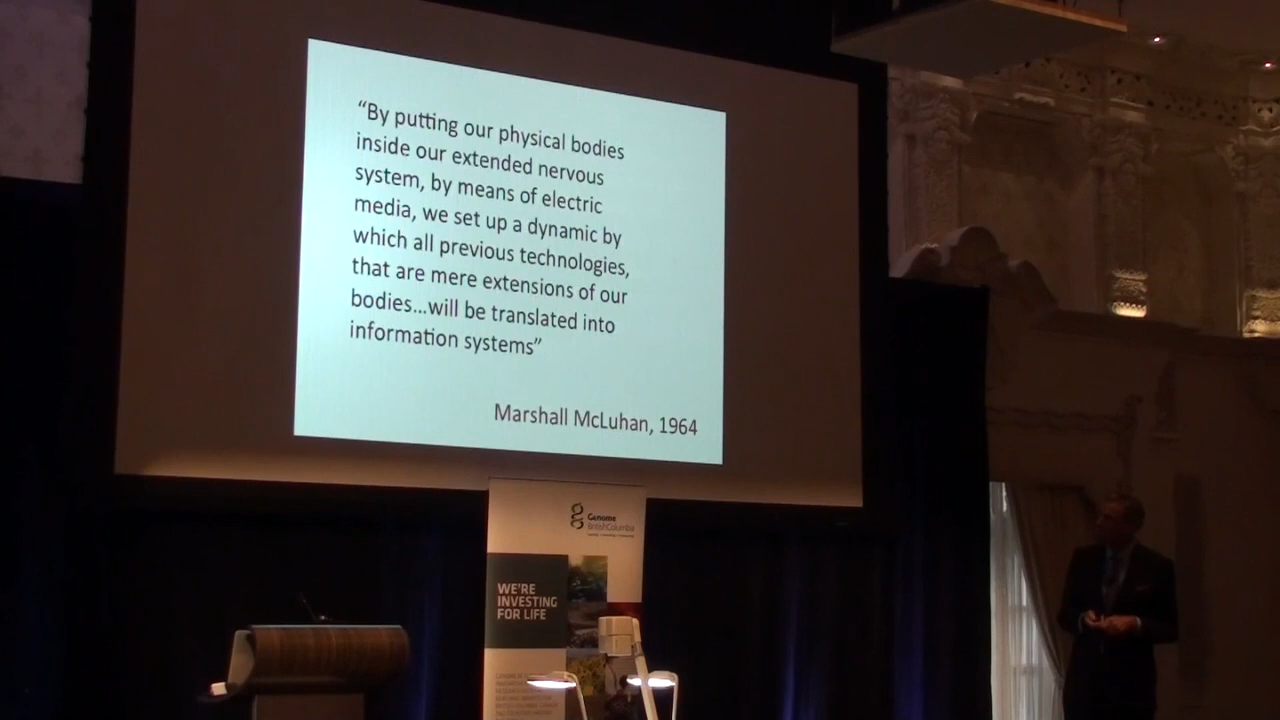 “By putting our physical bodies
inside our extended nervous
system, by means of electric
media, we set up a dynamic by
which all previous technologies,
that are mere extensions of our
bodies...will be translated into
information systems”
Marshall McLuhan, 1964
Genome
BritishColumbia
WE'RE
INVESTING
FOR LIFE